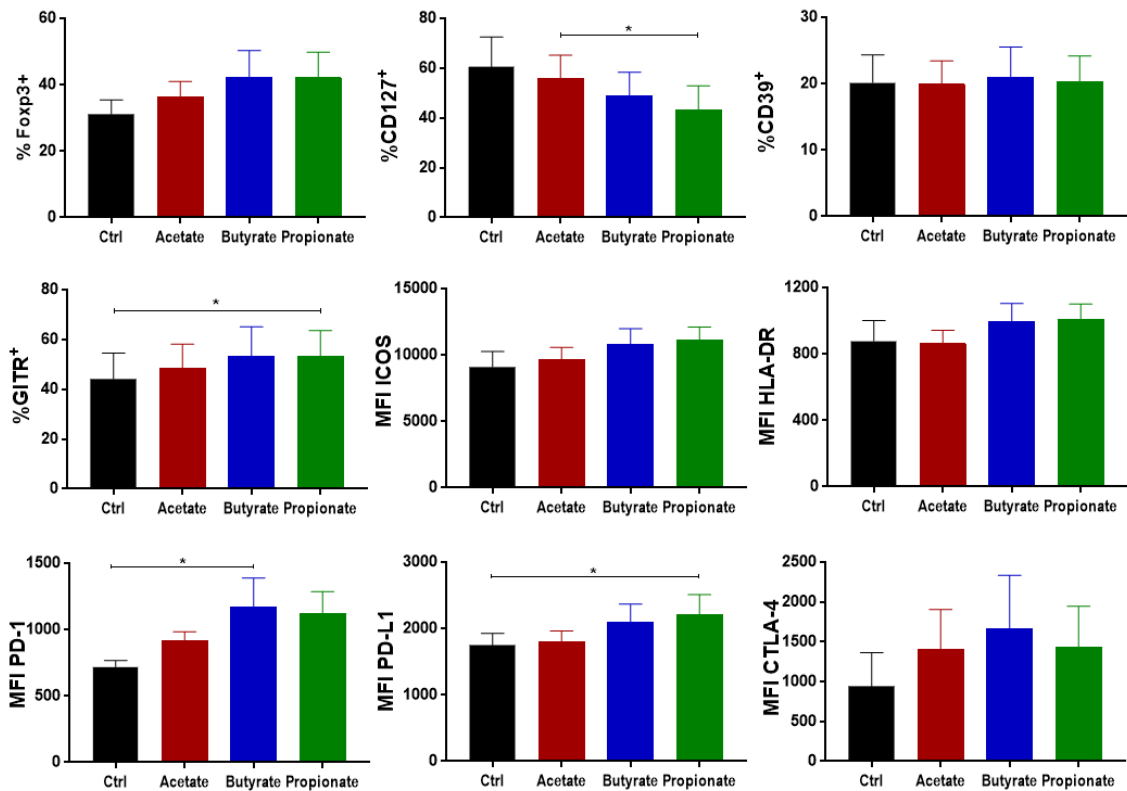 % Foxp3+
60
40
20
0
Ctrl Acetate Butyrate Propionate
%CD127+
80
60
40
20
0
*
Ctrl Acetate Butyrate Propionate
%CD39+
30
20
10
0
Ctrl Acetate Butyrate Propionate
%GITR+
80
60
40
20
0
*
Ctrl Acetate Butyrate Propionate
MFI ICOS
15000
10000
5000
0
Ctrl Acetate Butyrate Propionate
MFI HLA-DR
1200
800
400
0
Ctrl Acetate Butyrate Propionate
MFI PD-1
1500
1000
500
0
*
Ctrl Acetate Butyrate Propionate
MFI PD-L1
3000
2000
1000
0
*
Ctrl Acetate Butyrate Propionate
MFI CTLA-4
2500
2000
1500
1000
500
0
Ctrl Acetate Butyrate Propionate